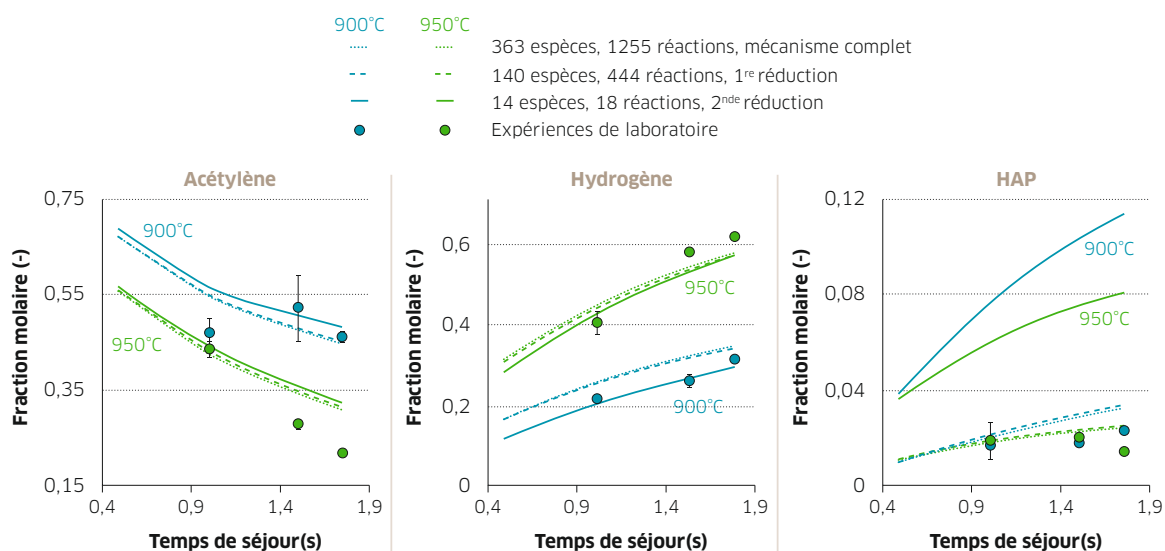 900°C 950°C
363 espèces, 1255 réactions, mécanisme complet
140 espèces, 444 réactions, 1re réduction
14 espèces, 18 réactions, 2nde réduction
Expériences de laboratoire
Acétylène
Fraction molaire (-)
0,75
0,55
0,35
0,15
900°C
950°C
0,4 0,9 1,4 1,9
Temps de séjour(s)
Hydrogène
Fraction molaire (-)
0,6
0,4
0,2
0
950°C
900°C
0,4 0,9 1,4 1,9
Temps de séjour(s)
HAP
Fraction molaire (-)
0,12
0,08
0,04
0
900°C
950°C
0,4 0,9 1,4 1,9
Temps de séjour(s)